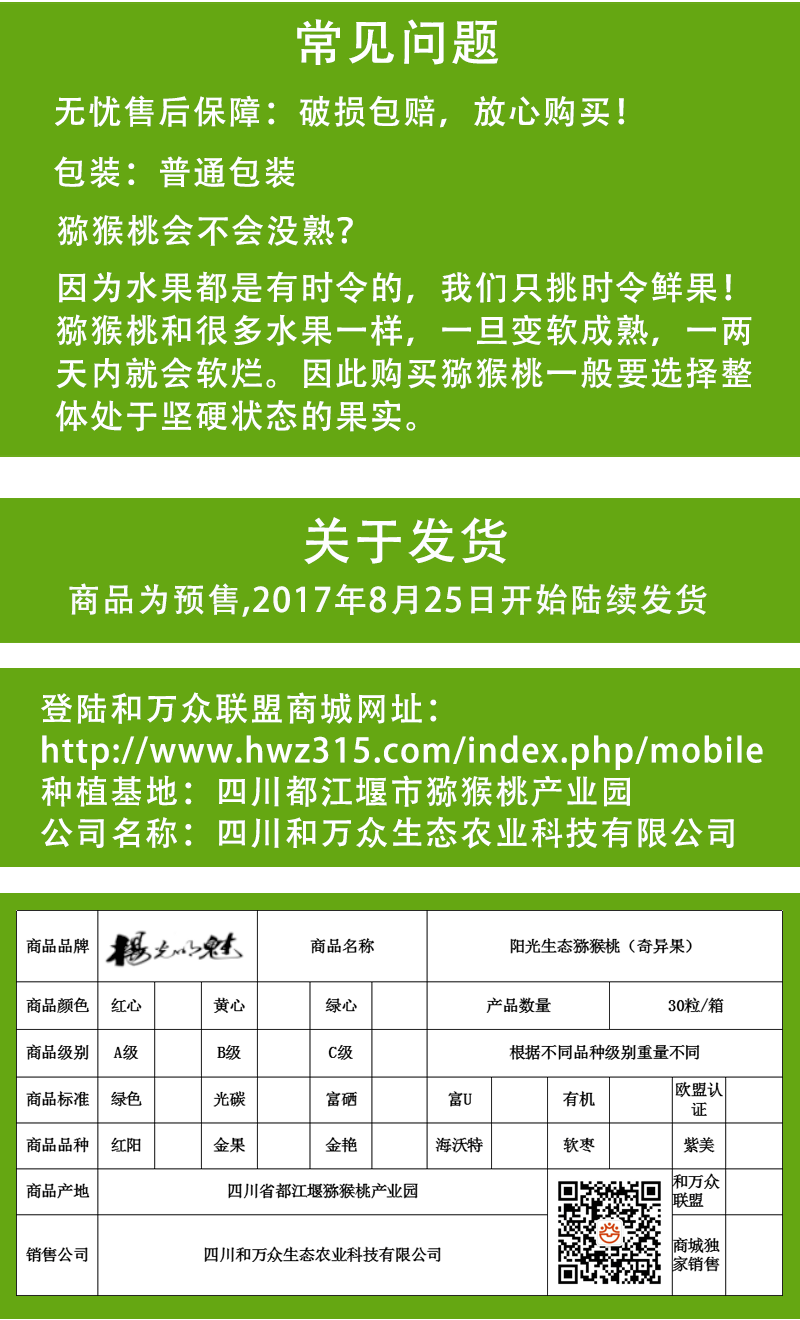 常见问题
无忧售后保障：破损包赔，放心购买！
包装：普通包装
猕猴桃会不会没熟？
因为水果都是有时令的，我们只挑时令鲜果！
猕猴桃和很多水果一样，一旦变软成熟，一两
天内就会软烂。因此购买猕猴桃一般要选择整
体处于坚硬状态的果实。
关于发货
商品为预售,2017年8月25日开始陆续发货
登陆和万众联盟商城网址：
http://www.hwz315.com/index.php/mobile
种植基地：四川都江堰市猕猴桃产业园
公司名称：四川和万众生态农业科技有限公司
商品品牌 商品名称 阳光生态猕猴桃（奇异果）
商品颜色 红心 黄心 绿心 产品数量 30粒/箱
商品级别 A级 B级 C级 根据不同品种级别重量不同
商品标准 绿色 光碳 富硒 富U 有机 欧盟认
证
商品品种 红阳 金果 金艳 海沃特 软枣 紫美
商品产地 四川省都江堰猕猴桃产业园 和万众
联盟
销售公司 四川和万众生态农业科技有限公司 商城独
家销售